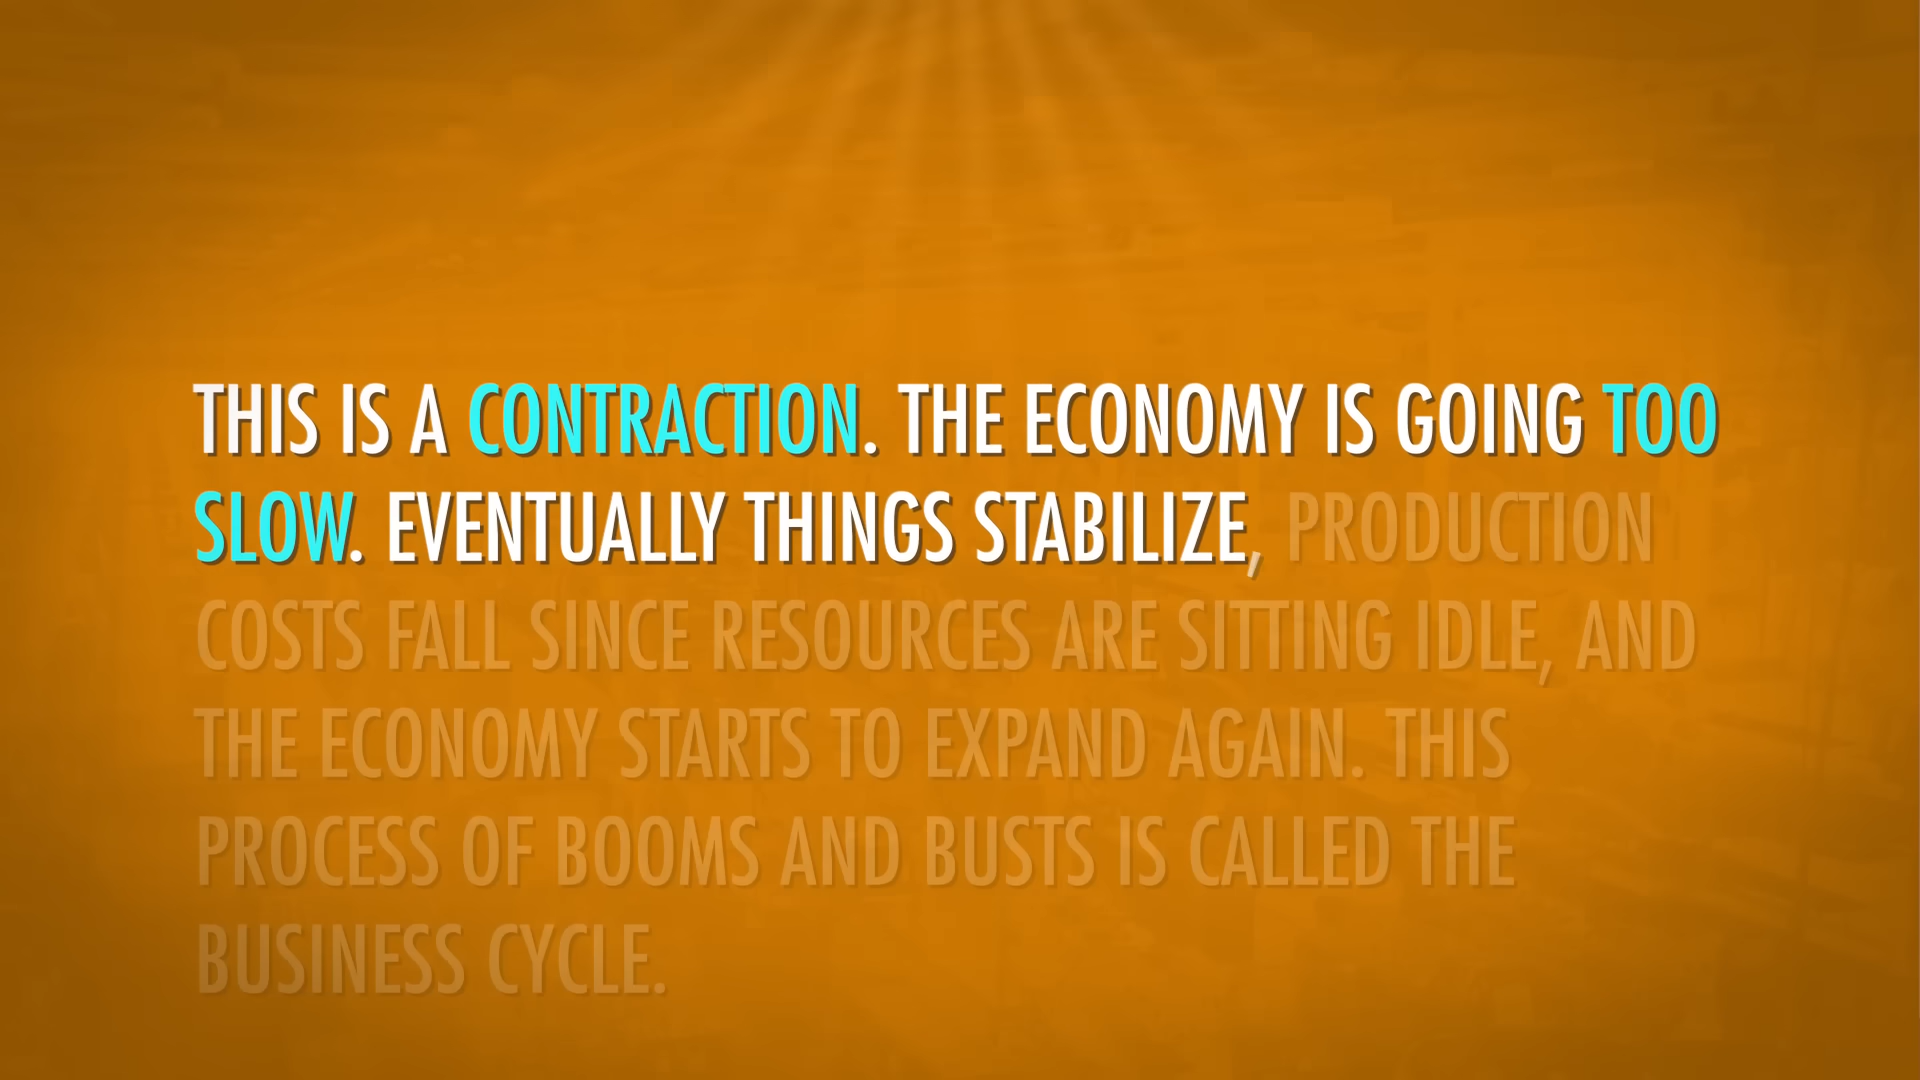 THIS IS A CONTRACTION. THE ECONOMY IS GOING TOO
SLOW. EVENTUALLY THINGS STABILIZE, PRODUCTION
COSTS FALL SINCE RESOURCES ARE SITTING IDLE, AND
THE ECONOMY STARTS TO EXPAND AGAIN. THIS
PROCESS OF BOOMS AND BUSTS IS CALLED THE
BUSINESS CYCLE.